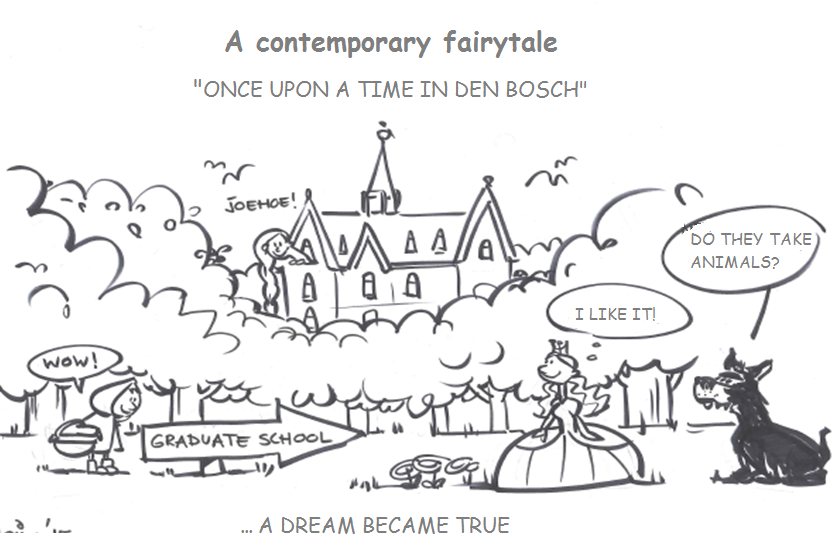 A contemporary fairytale
"ONCE UPON A TIME IN DEN BOSCH"
JOEHOE!
DO THEY TAKE
ANIMALS?
I LIKE IT!
WOW!
GRADUATE SCHOOL
... A DREAM BECAME TRUE